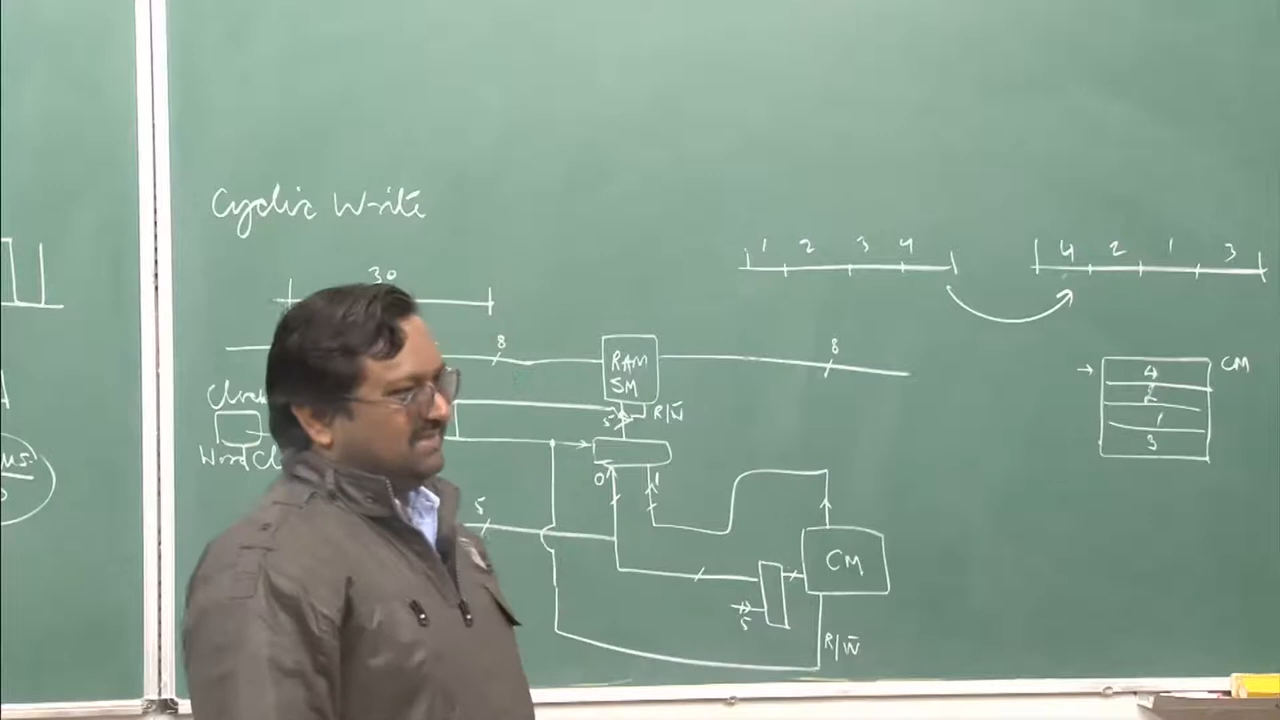 Cyclic Write
30
1 2 3 4
4 2 1 3
8
RAM
SM
8
R/W̄
5
0 1
5
CM
5
R/W̄
4
2
1
3
CM